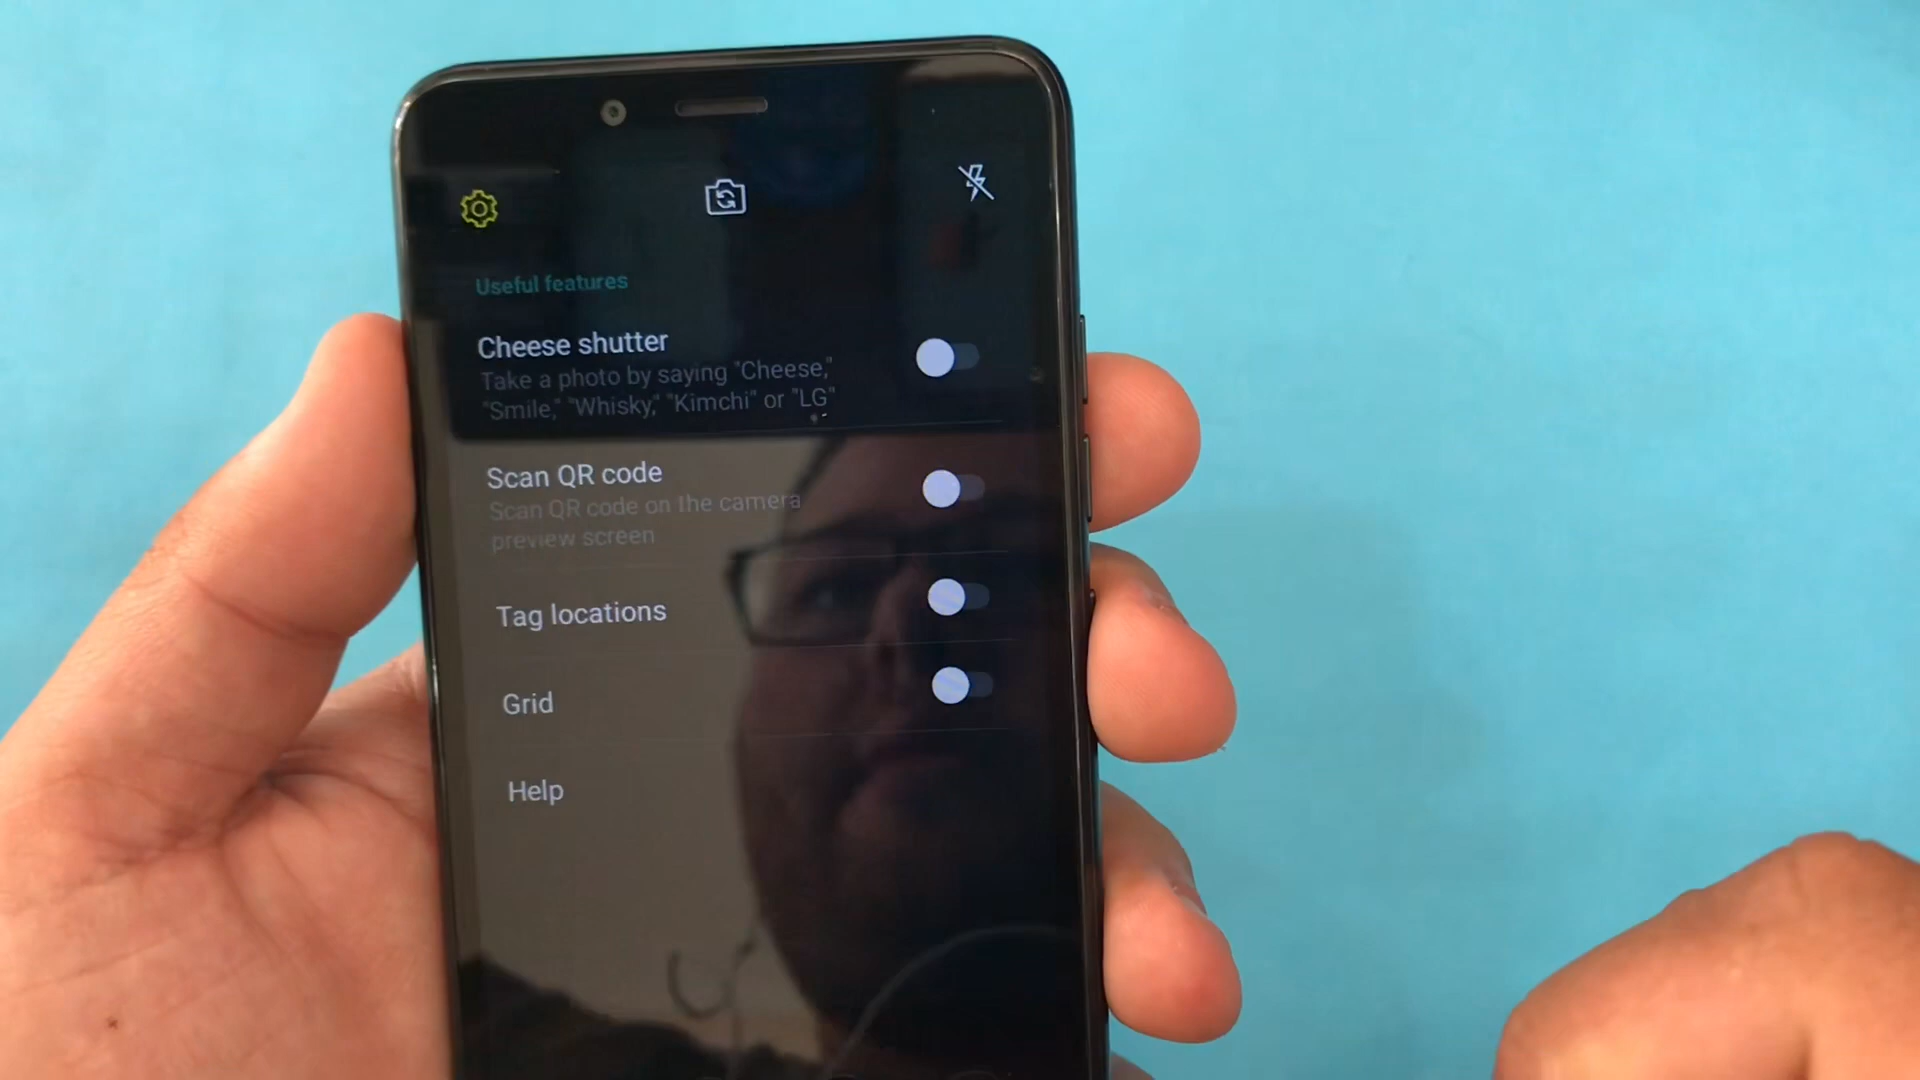 Useful features
Cheese shutter
Take a photo by saying "Cheese,"
"Smile," "Whisky," "Kimchi" or "LG"
Scan QR code
Scan QR code on the camera
preview screen
Tag locations
Grid
Help